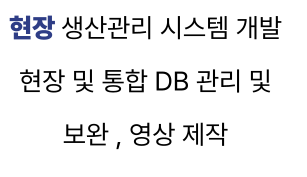 현장 생산관리 시스템 개발
현장 및 통합 DB 관리 및
보완 , 영상 제작